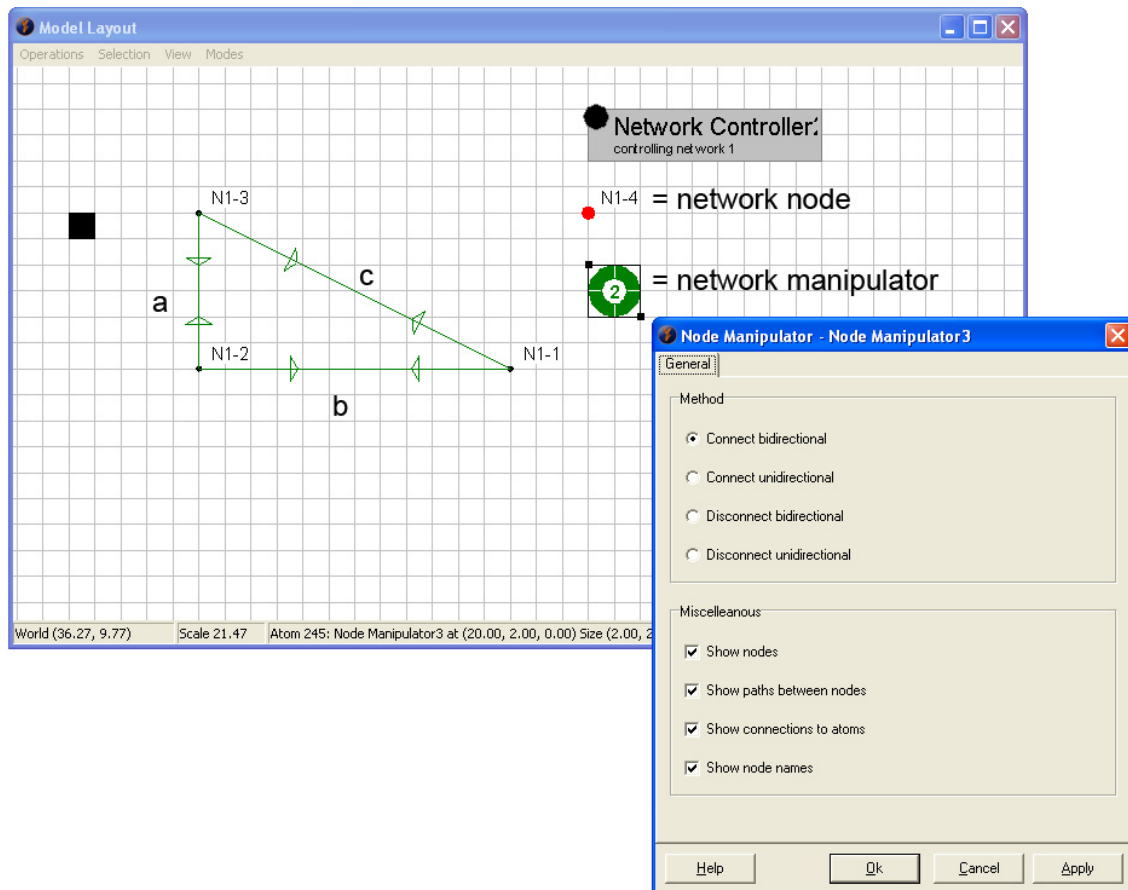 Model Layout
Operations Selection View Modes
Network Controller
controlling network 1
N1-3
N1-4 = network node
c
2 = network manipulator
a
N1-2
N1-1
b
World (36.27, 9.77) Scale 21.47 Atom 245: Node Manipulator3 at (20.00, 2.00, 0.00) Size (2.00, 2
Node Manipulator - Node Manipulator3
General
Method
Connect bidirectional
Connect unidirectional
Disconnect bidirectional
Disconnect unidirectional
Miscelleanous
Show nodes
Show paths between nodes
Show connections to atoms
Show node names
Help Ok Cancel Apply